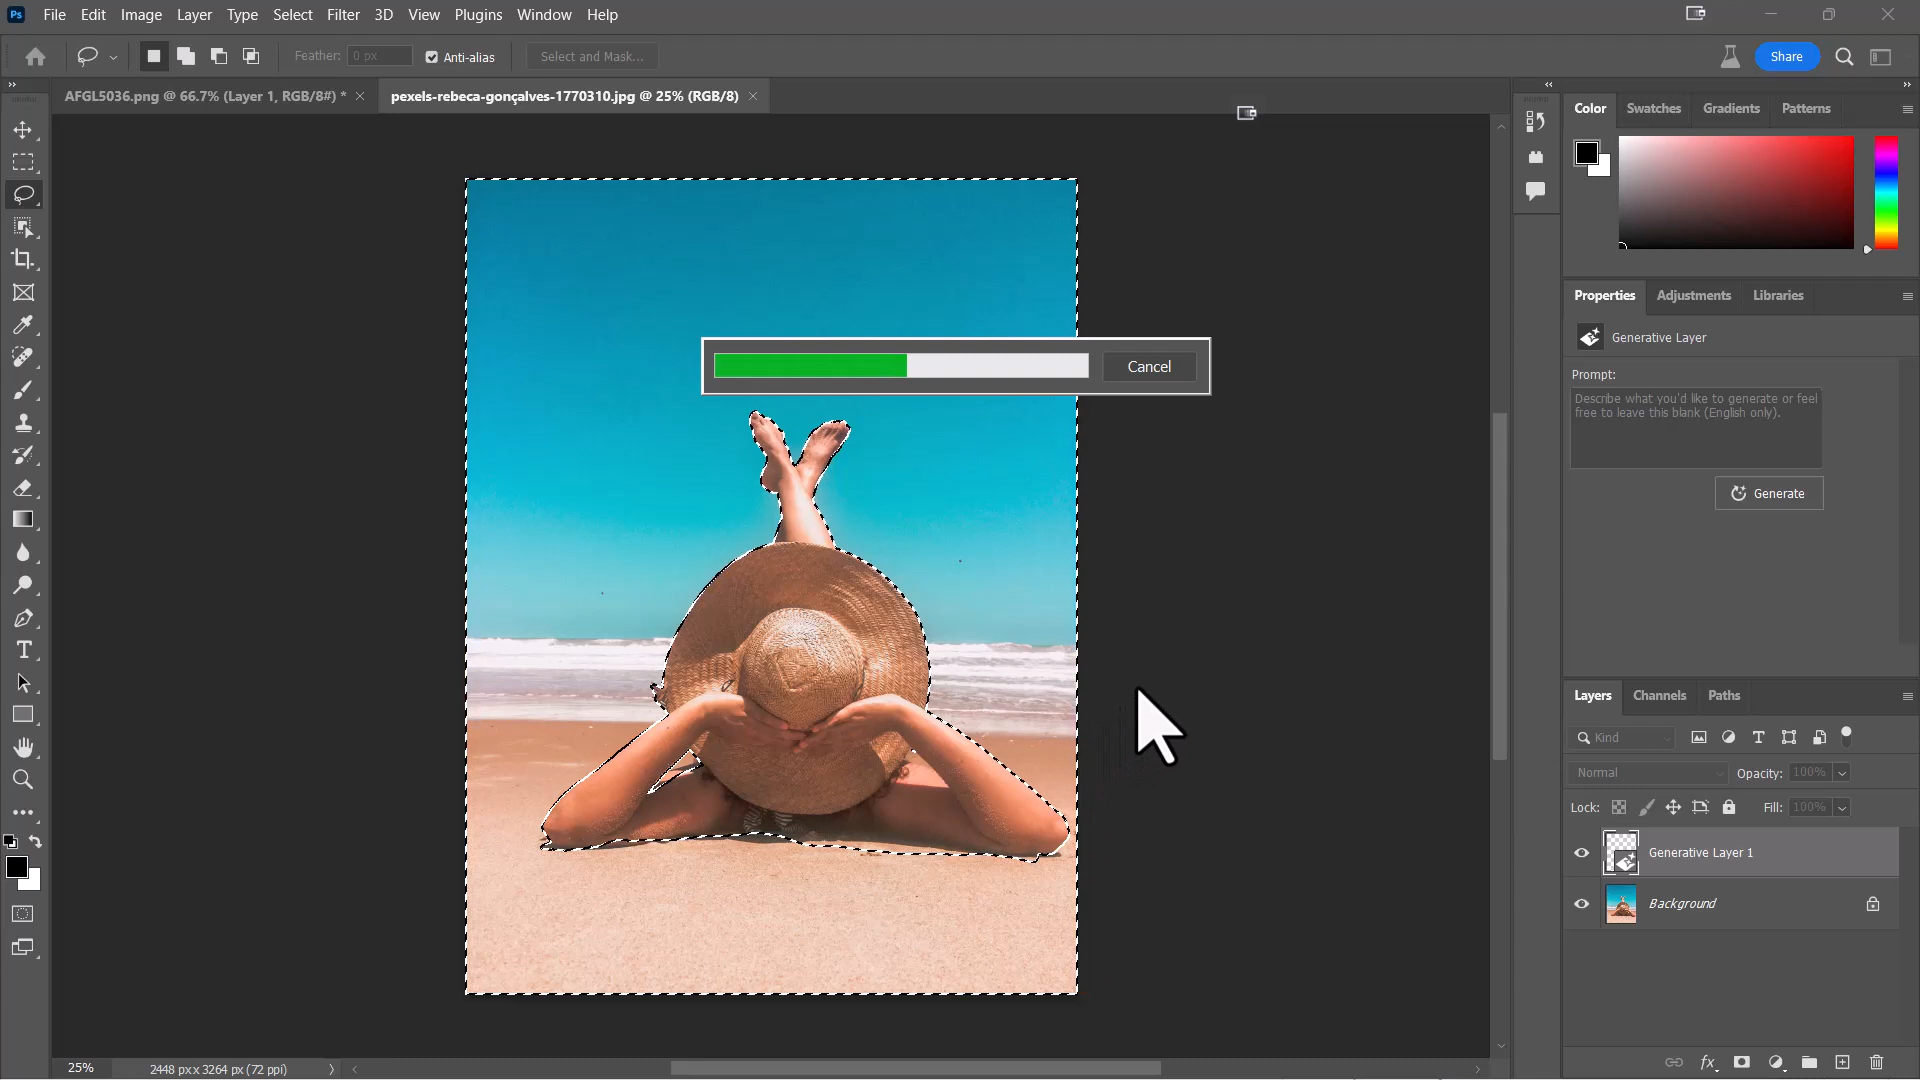 Ps File Edit Image Layer Type Select Filter 3D View Plugins Window Help
Feather: 0 px Anti-alias Select and Mask... Share
AFGL5036.png @ 66.7% (Layer 1, RGB/8#) * × pexels-rebeca-gonçalves-1770310.jpg @ 25% (RGB/8) ×
Color Swatches Gradients Patterns
Properties Adjustments Libraries
Generative Layer
Cancel
Prompt:
Describe what you'd like to generate or feel
free to leave this blank (English only).
Generate
Layers Channels Paths
Kind
Normal Opacity: 100%
Lock: Fill: 100%
Generative Layer 1
Background
fx
25% 2448 px x 3264 px (72 ppi)